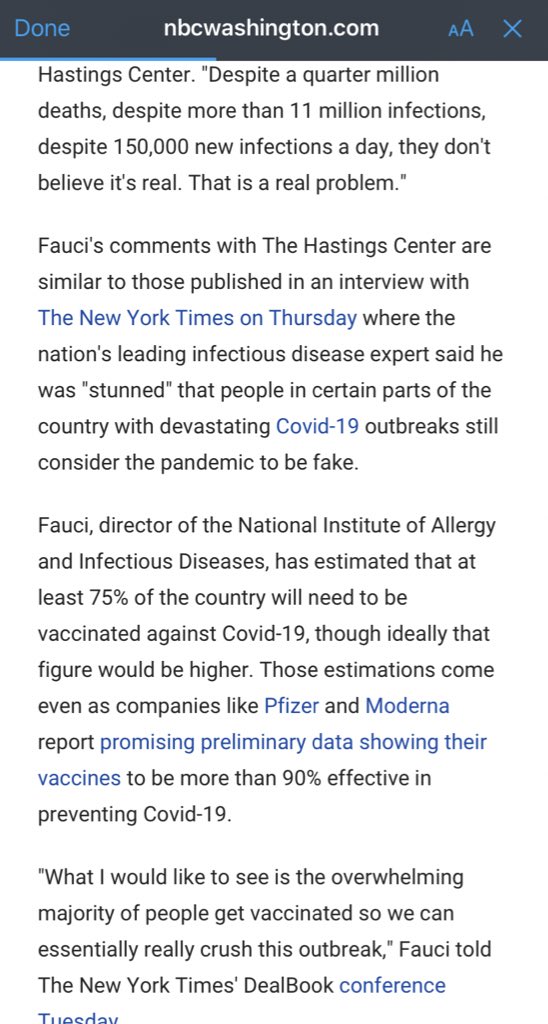 Done nbcwashington.com AA ×
Hastings Center. "Despite a quarter million
deaths, despite more than 11 million infections,
despite 150,000 new infections a day, they don't
believe it's real. That is a real problem."
Fauci's comments with The Hastings Center are
similar to those published in an interview with
The New York Times on Thursday where the
nation's leading infectious disease expert said he
was "stunned" that people in certain parts of the
country with devastating Covid-19 outbreaks still
consider the pandemic to be fake.
Fauci, director of the National Institute of Allergy
and Infectious Diseases, has estimated that at
least 75% of the country will need to be
vaccinated against Covid-19, though ideally that
figure would be higher. Those estimations come
even as companies like Pfizer and Moderna
report promising preliminary data showing their
vaccines to be more than 90% effective in
preventing Covid-19.
"What I would like to see is the overwhelming
majority of people get vaccinated so we can
essentially really crush this outbreak," Fauci told
The New York Times' DealBook conference
Tuesday